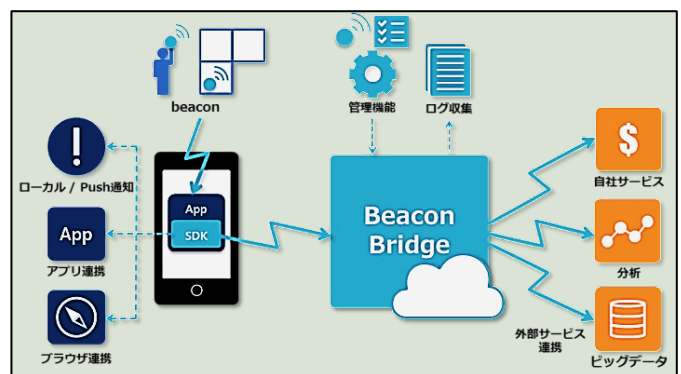 beacon
管理機能
ログ収集
ローカル / Push通知
App
アプリ連携
ブラウザ連携
App
SDK
Beacon
Bridge
$
自社サービス
分析
外部サービス
連携
ビッグデータ